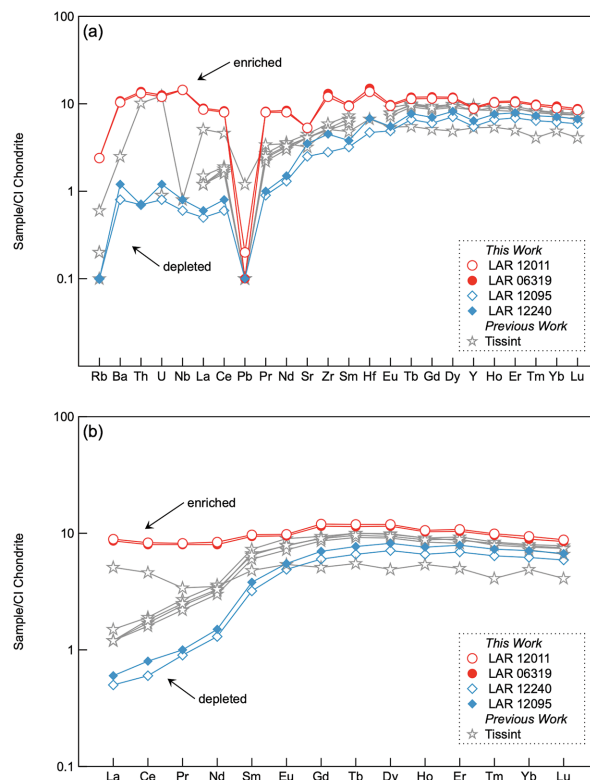 (a)
100
10
1
0.1
Sample/CI Chondrite
enriched
depleted
This Work
LAR 12011
LAR 06319
LAR 12095
LAR 12240
Previous Work
Tissint
Rb Ba Th U Nb La Ce Pb Pr Nd Sr Zr Sm Hf Eu Tb Gd Dy Y Ho Er Tm Yb Lu
(b)
100
10
1
0.1
Sample/CI Chondrite
enriched
depleted
This Work
LAR 12011
LAR 06319
LAR 12240
LAR 12095
Previous Work
Tissint
La Ce Pr Nd Sm Eu Gd Tb Dy Ho Er Tm Yb Lu